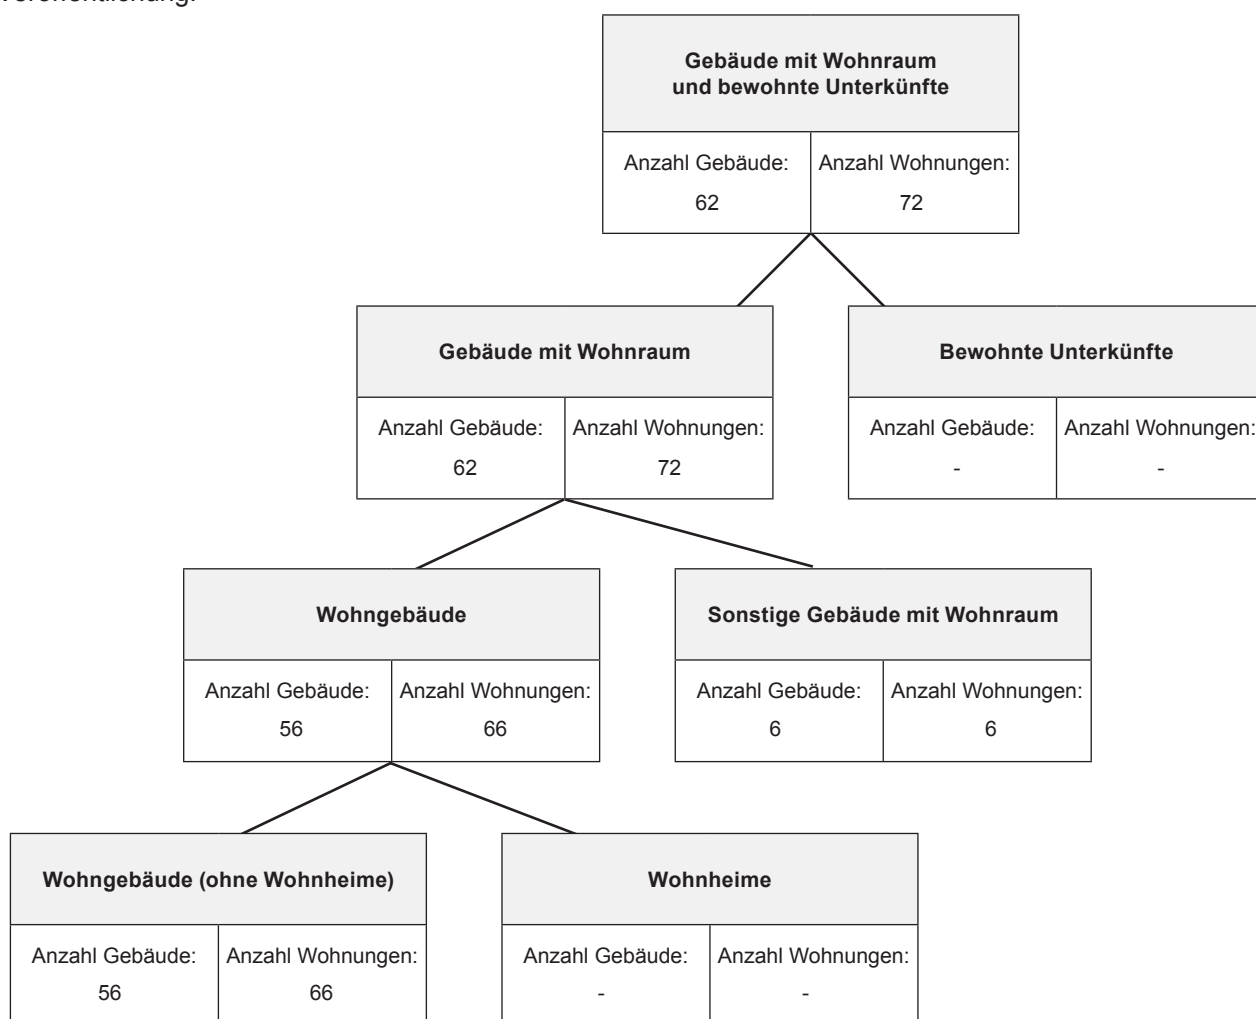 Veröffentlichung.
Gebäude mit Wohnraum
und bewohnte Unterkünfte
Anzahl Gebäude: Anzahl Wohnungen:
62 72
Gebäude mit Wohnraum Bewohnte Unterkünfte
Anzahl Gebäude: Anzahl Wohnungen: Anzahl Gebäude: Anzahl Wohnungen:
62 72 - -
Wohngebäude Sonstige Gebäude mit Wohnraum
Anzahl Gebäude: Anzahl Wohnungen: Anzahl Gebäude: Anzahl Wohnungen:
56 66 6 6
Wohngebäude (ohne Wohnheime) Wohnheime
Anzahl Gebäude: Anzahl Wohnungen: Anzahl Gebäude: Anzahl Wohnungen:
56 66 - -